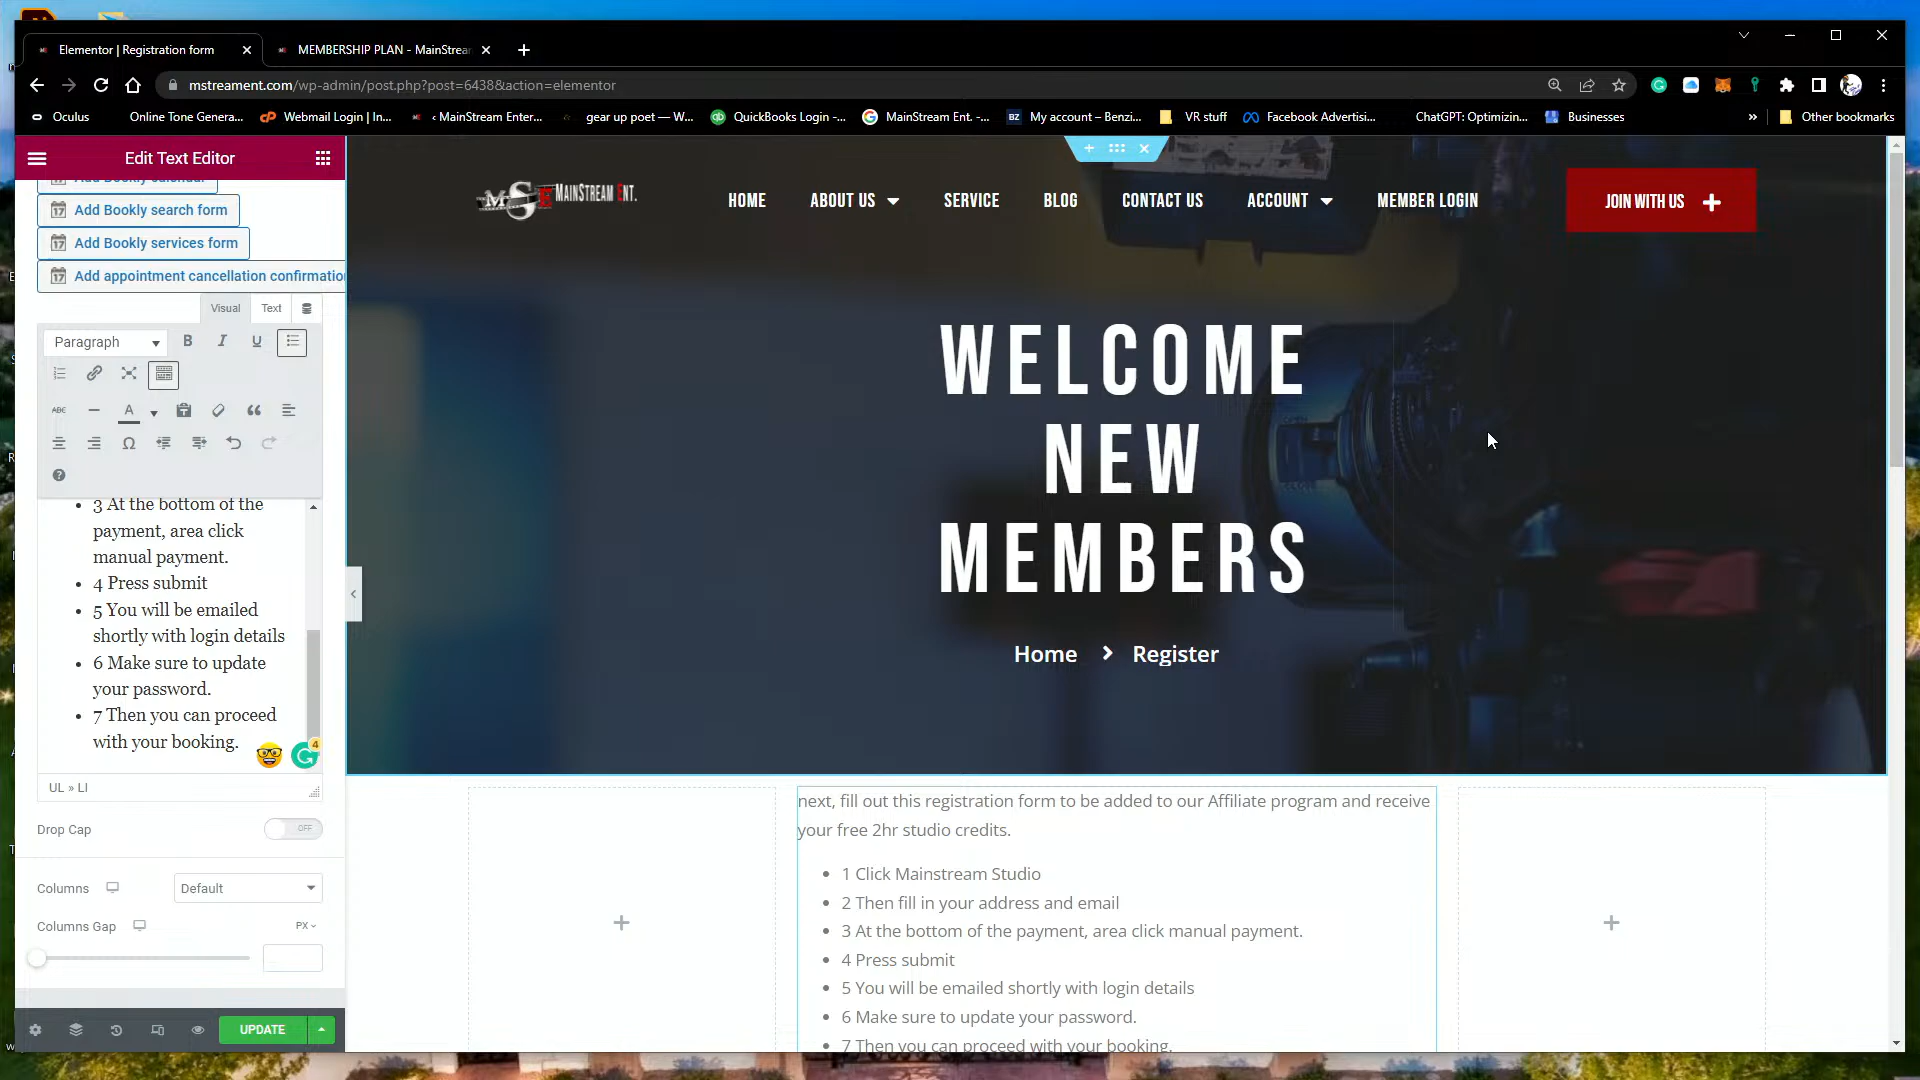 Elementor | Registration form
MEMBERSHIP PLAN - MainStrea
mstreament.com/wp-admin/post.php?post=6438&action=elementor
Oculus
Online Tone Genera...
Webmail Login | In...
‹ MainStream Enter...
gear up poet — W...
QuickBooks Login -...
MainStream Ent. -...
BZ
My account – Benzi...
VR stuff
Facebook Advertisi...
ChatGPT: Optimizin...
Businesses
»
Other bookmarks
Edit Text Editor
Add Bookly calendar
Add Bookly search form
Add Bookly services form
Add appointment cancellation confirmation
Visual
Text
Paragraph
B
I
U
ABC
A
Ω
3 At the bottom of the
payment, area click
manual payment.
4 Press submit
5 You will be emailed
shortly with login details
6 Make sure to update
your password.
7 Then you can proceed
with your booking.
4
UL » LI
Drop Cap
OFF
Columns
Default
Columns Gap
PX
UPDATE
MSE MAINSTREAM ENT.
HOME
ABOUT US
SERVICE
BLOG
CONTACT US
ACCOUNT
MEMBER LOGIN
JOIN WITH US
WELCOME
NEW
MEMBERS
Home
Register
next, fill out this registration form to be added to our Affiliate program and receive
your free 2hr studio credits.
1 Click Mainstream Studio
2 Then fill in your address and email
3 At the bottom of the payment, area click manual payment.
4 Press submit
5 You will be emailed shortly with login details
6 Make sure to update your password.
7 Then you can proceed with your booking.